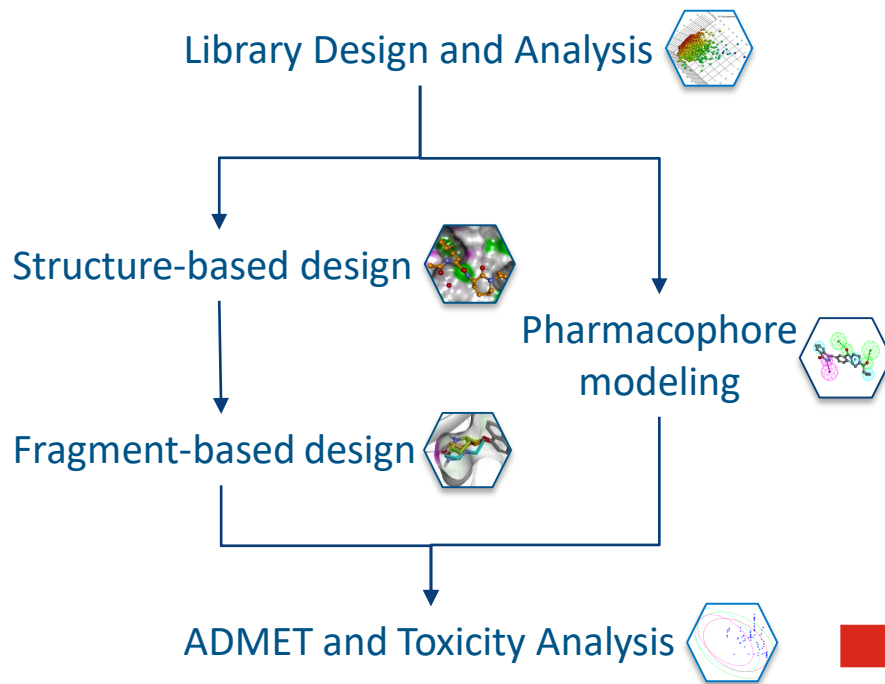 Library Design and Analysis
Structure-based design
Pharmacophore
modeling
Fragment-based design
ADMET and Toxicity Analysis